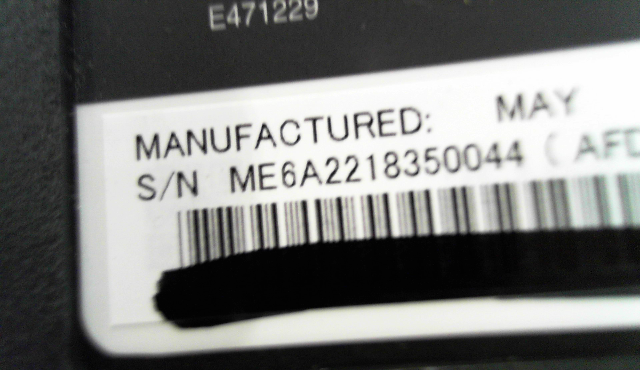 E471229
MANUFACTURED: MAY
S/N ME6A2218350044 ( AFD